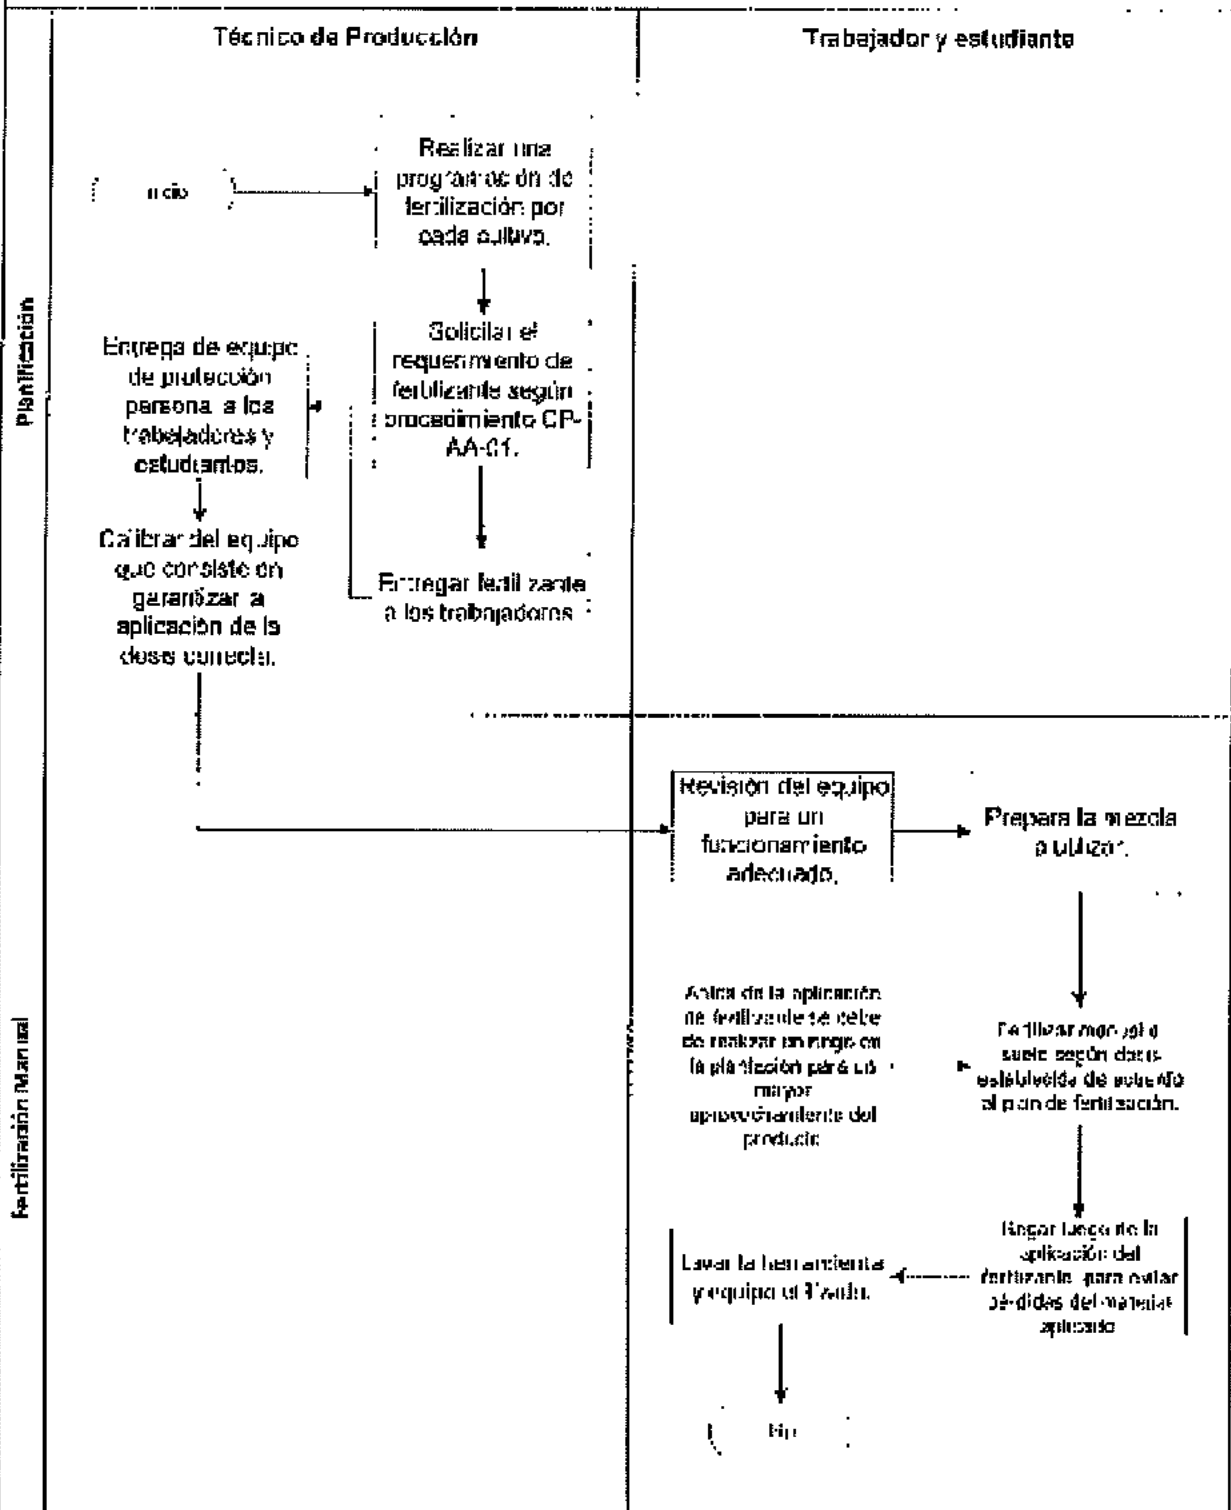 Técnico de Producción
Trabajador y estudiante
Planificación
Inicio
Realizar una
programación de
fertilización por
cada cultivo.
Solicitar el
requerimiento de
fertilizante según
procedimiento CP-
AA-01.
Entregar fertilizante
a los trabajadores
Entrega de equipo
de protección
personal a los
trabajadores y
estudiantes.
Calibrar del equipo
que consiste en
garantizar la
aplicación de la
dosis correcta.
Fertilización Manual
Revisión del equipo
para un
funcionamiento
adecuado.
Prepara la mezcla
a utilizar.
Antes de la aplicación
de fertilizante se debe
de realizar un riego en
la plantación para un
mayor
aprovechamiento del
producto
Fertilizar manual al
suelo según dosis
establecida de acuerdo
al plan de fertilización.
Regar luego de la
aplicación del
fertilizante para evitar
pérdidas del material
aplicado
Lavar la herramienta
y equipo utilizado.
Fin